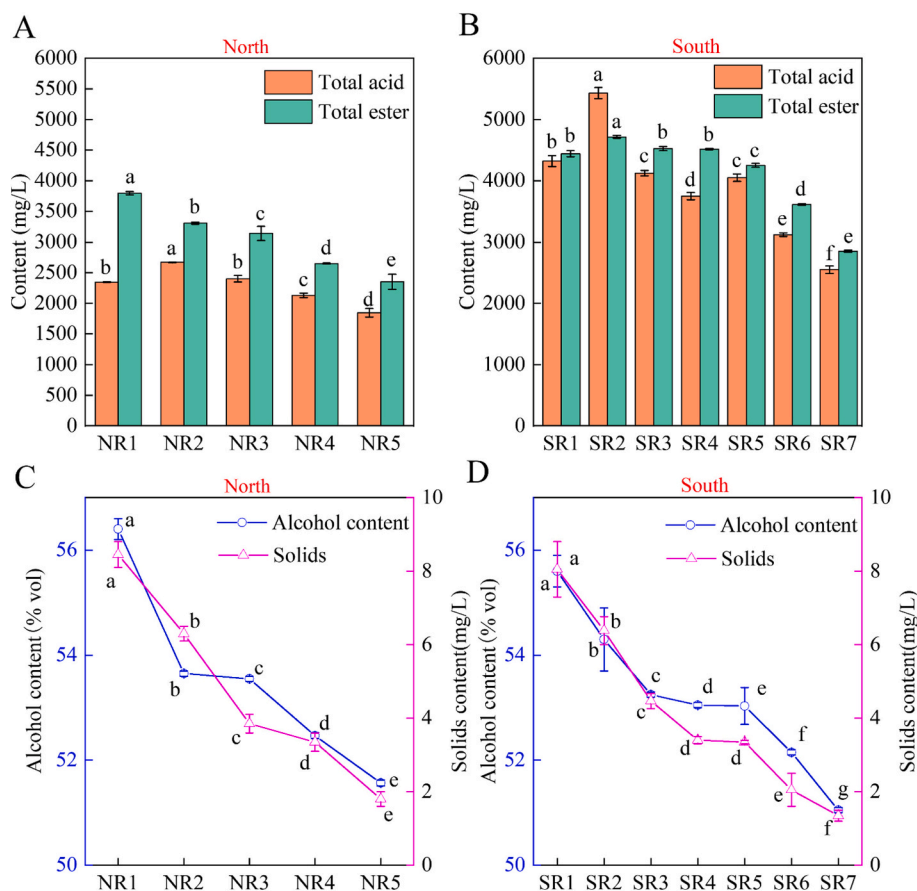 A
North
Total acid
Total ester
Content (mg/L)
6000
5500
5000
4500
4000
3500
3000
2500
2000
1500
1000
500
0
b a
a b
b c
c d
d e
NR1 NR2 NR3 NR4 NR5
B
South
Total acid
Total ester
Content (mg/L)
6000
5000
4000
3000
2000
1000
0
b b
a a
c b
d b
c c
e d
f e
SR1 SR2 SR3 SR4 SR5 SR6 SR7
C
North
Alcohol content
Solids
Alcohol content (% vol)
56
54
52
50
a a
b b
c c
d d
e e
Solids content(mg/L)
10
8
6
4
2
0
NR1 NR2 NR3 NR4 NR5
D
South
Alcohol content
Solids
Alcohol content (% vol)
56
54
52
50
a a
b b
c c
d d
e d
f e
g f
Solids content(mg/L)
10
8
6
4
2
0
SR1 SR2 SR3 SR4 SR5 SR6 SR7